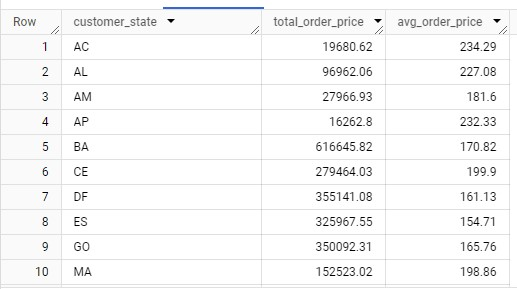 Row customer_state total_order_price avg_order_price
1 AC 19680.62 234.29
2 AL 96962.06 227.08
3 AM 27966.93 181.6
4 AP 16262.8 232.33
5 BA 616645.82 170.82
6 CE 279464.03 199.9
7 DF 355141.08 161.13
8 ES 325967.55 154.71
9 GO 350092.31 165.76
10 MA 152523.02 198.86